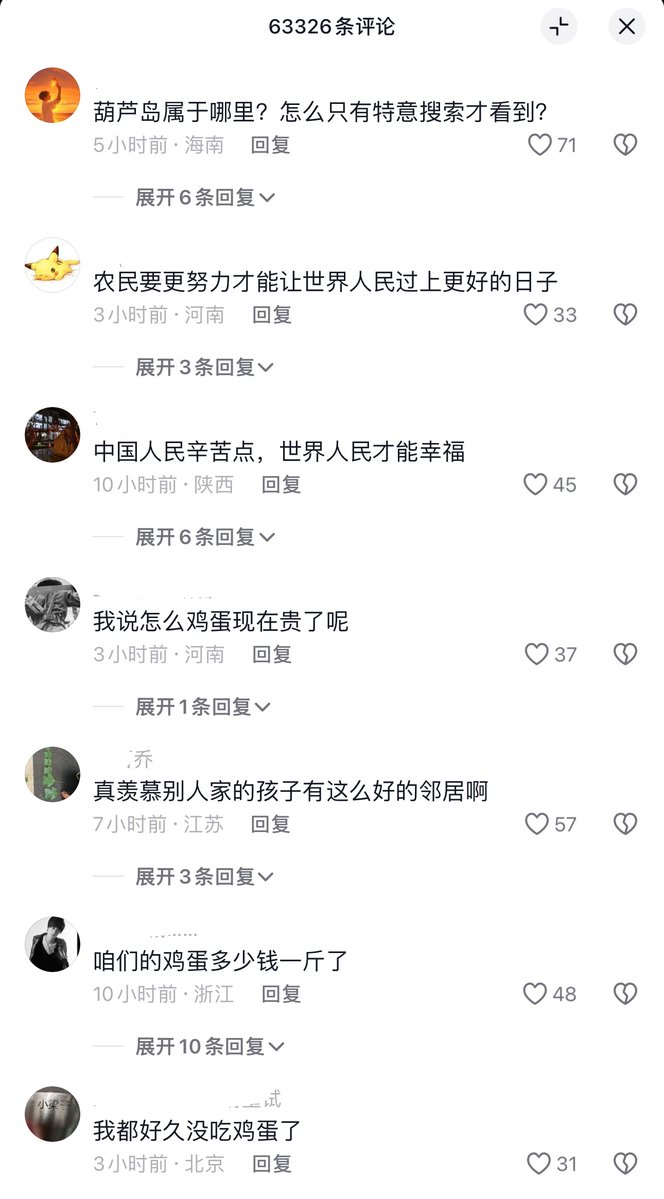 63326条评论
葫芦岛属于哪里？怎么只有特意搜索才看到？
5小时前·海南 回复 71
展开6条回复
农民要更努力才能让世界人民过上更好的日子
3小时前·河南 回复 33
展开3条回复
中国人民辛苦点，世界人民才能幸福
10小时前·陕西 回复 45
展开6条回复
我说怎么鸡蛋现在贵了呢
3小时前·河南 回复 37
展开1条回复
乔
真羡慕别人家的孩子有这么好的邻居啊
7小时前·江苏 回复 57
展开3条回复
咱们的鸡蛋多少钱一斤了
10小时前·浙江 回复 48
展开10条回复
小梁
试
我都好久没吃鸡蛋了
3小时前·北京 回复 31